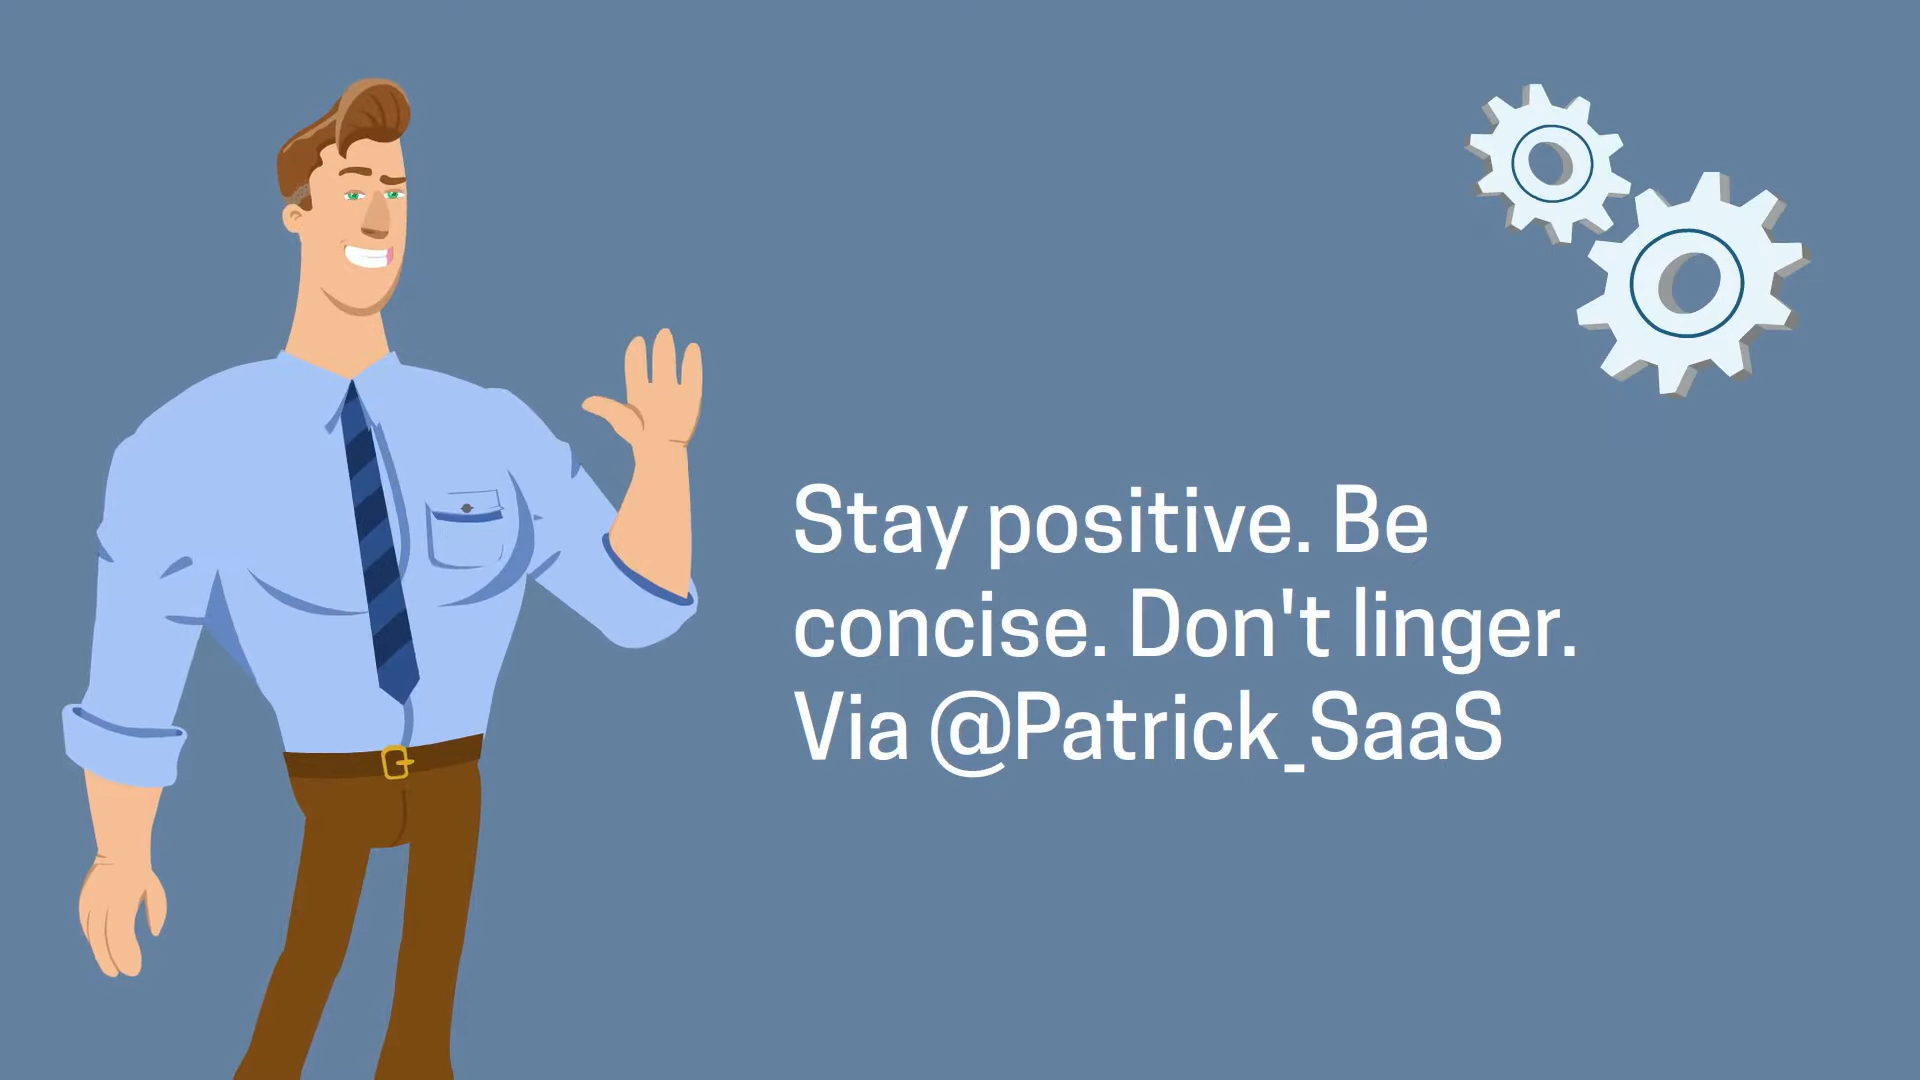 Stay positive. Be
concise. Don't linger.
Via @Patrick_SaaS